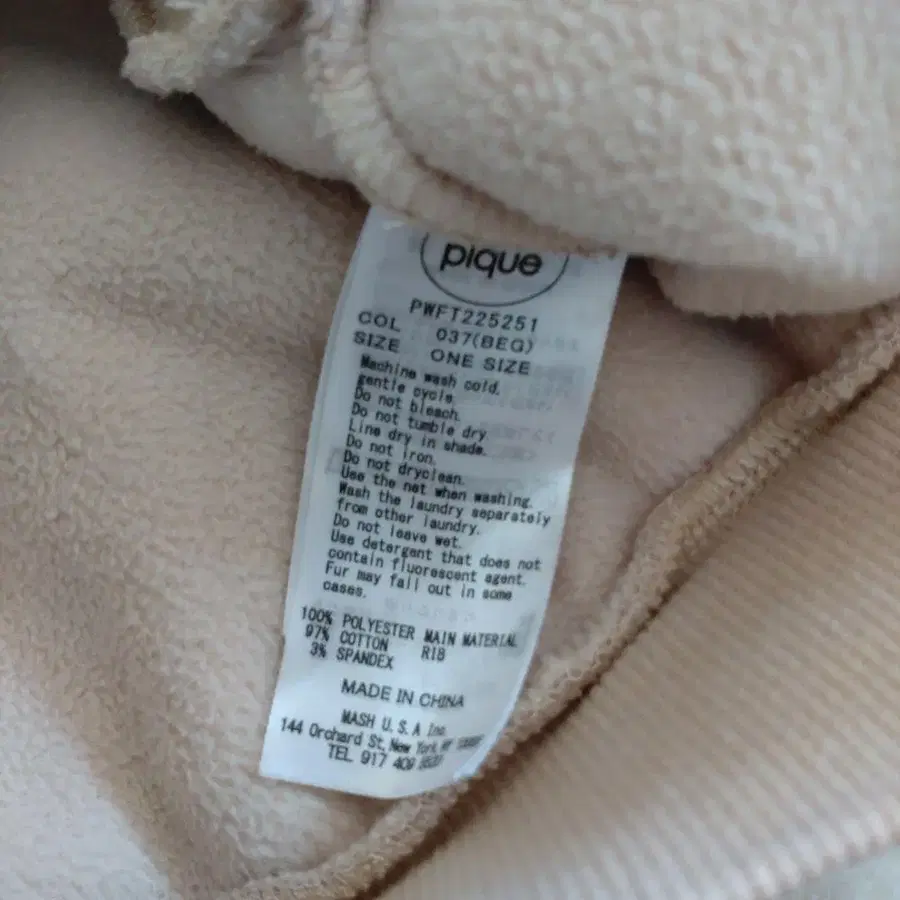 pique
PWFT225251
COL 037(BEG)
SIZE ONE SIZE
Machine wash cold.
gentle cycle
Do not bleach.
Do not tumble dry
Line dry in shade.
Do not iron.
Do not dryclean.
Use the net when washing.
Wash the laundry separately
from other laundry.
Do not leave wet.
Use detergent that does not
contain fluorescent agent.
Fur may fall out in some
cases.
100% POLYESTER MAIN MATERIAL
97% COTTON RIB
3% SPANDEX
MADE IN CHINA
MASH U.S.A Inc.
144 Orchard St, New York, NY
TEL 917 409